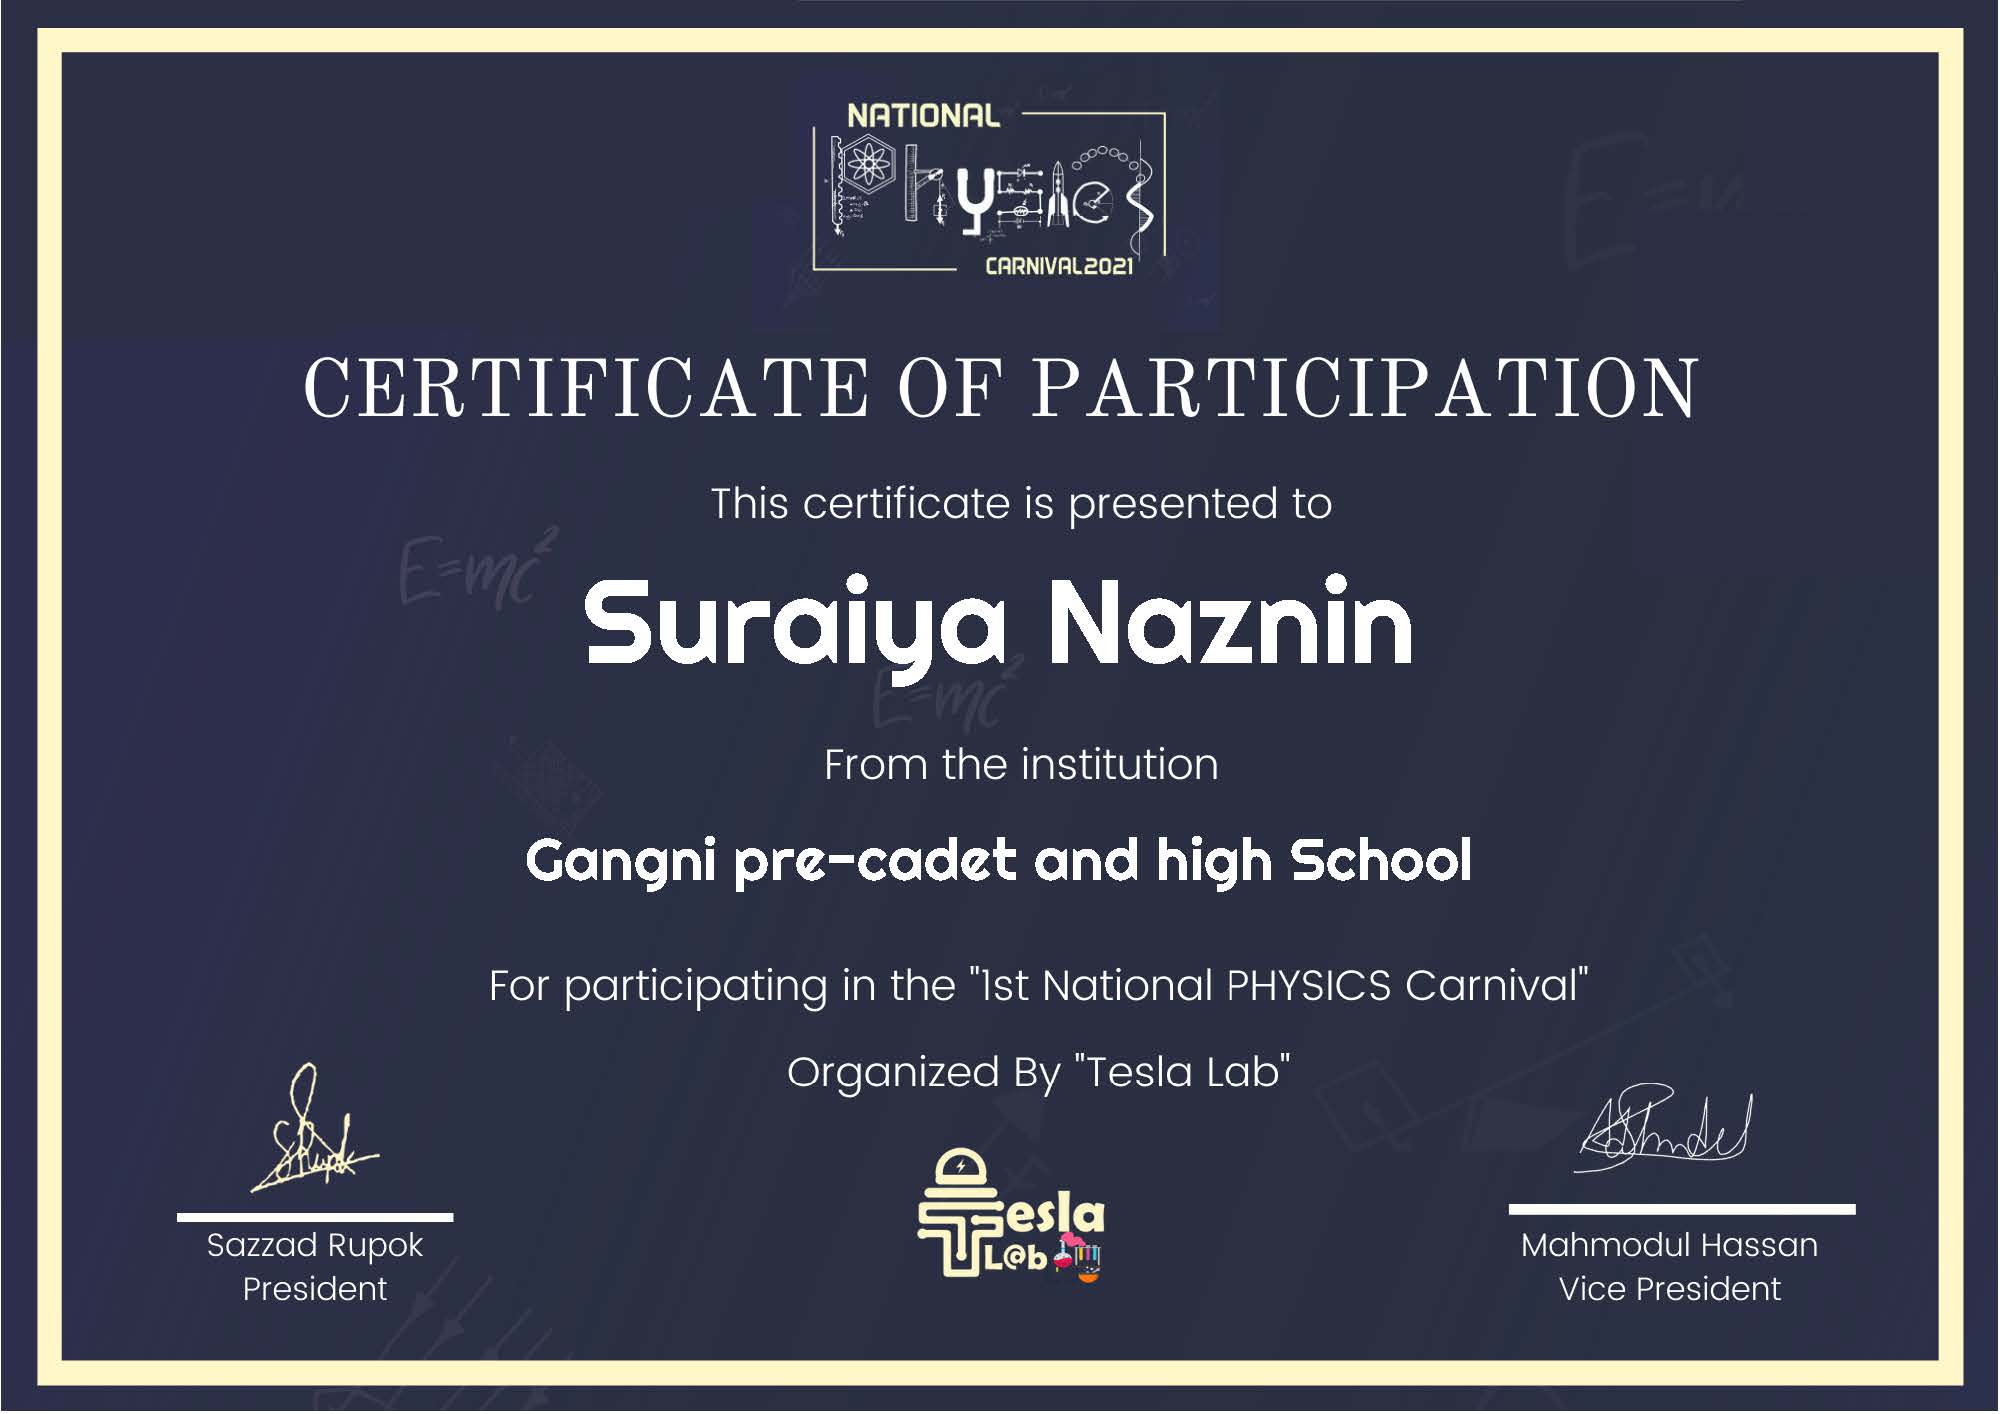 NATIONAL
Physics
CARNIVAL2021
CERTIFICATE OF PARTICIPATION
This certificate is presented to
E=mc²
Suraiya Naznin
E=mc²
From the institution
Gangni pre-cadet and high School
For participating in the "1st National PHYSICS Carnival"
Organized By "Tesla Lab"
Tesla
L@b
Sazzad Rupok
President
Mahmodul Hassan
Vice President